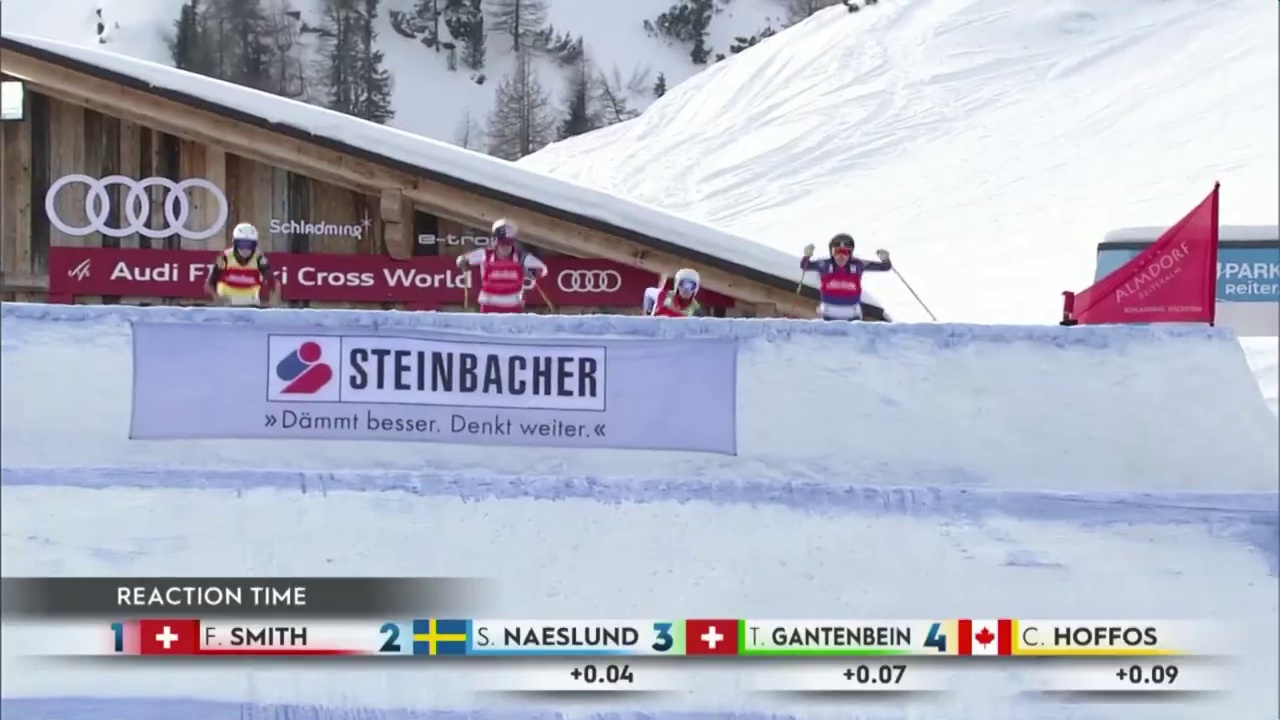 Schladming
e-tro
Audi F
i Cross World
ALMDORF
-PARK
Reiter
STEINBACHER
»Dämmt besser. Denkt weiter.«
REACTION TIME
1 F. SMITH 2 S. NAESLUND 3 T. GANTENBEIN 4 C. HOFFOS
+0.04 +0.07 +0.09